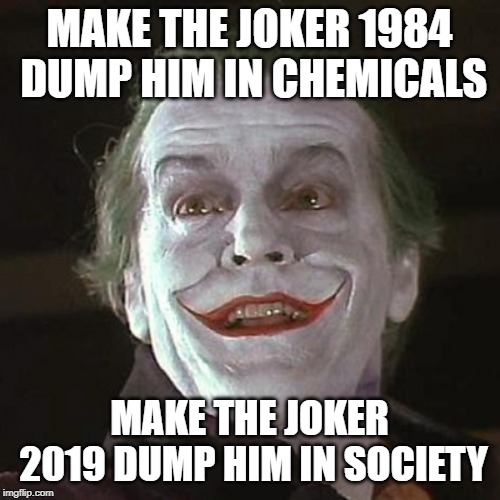 MAKE THE JOKER 1984
DUMP HIM IN CHEMICALS
MAKE THE JOKER
2019 DUMP HIM IN SOCIETY
imgflip.com